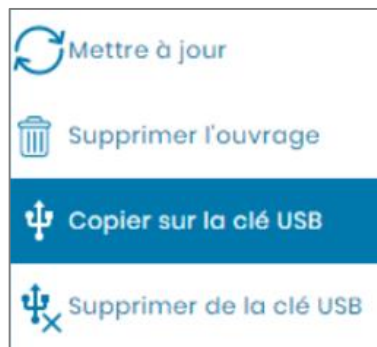 Mettre à jour
Supprimer l'ouvrage
Copier sur la clé USB
Supprimer de la clé USB